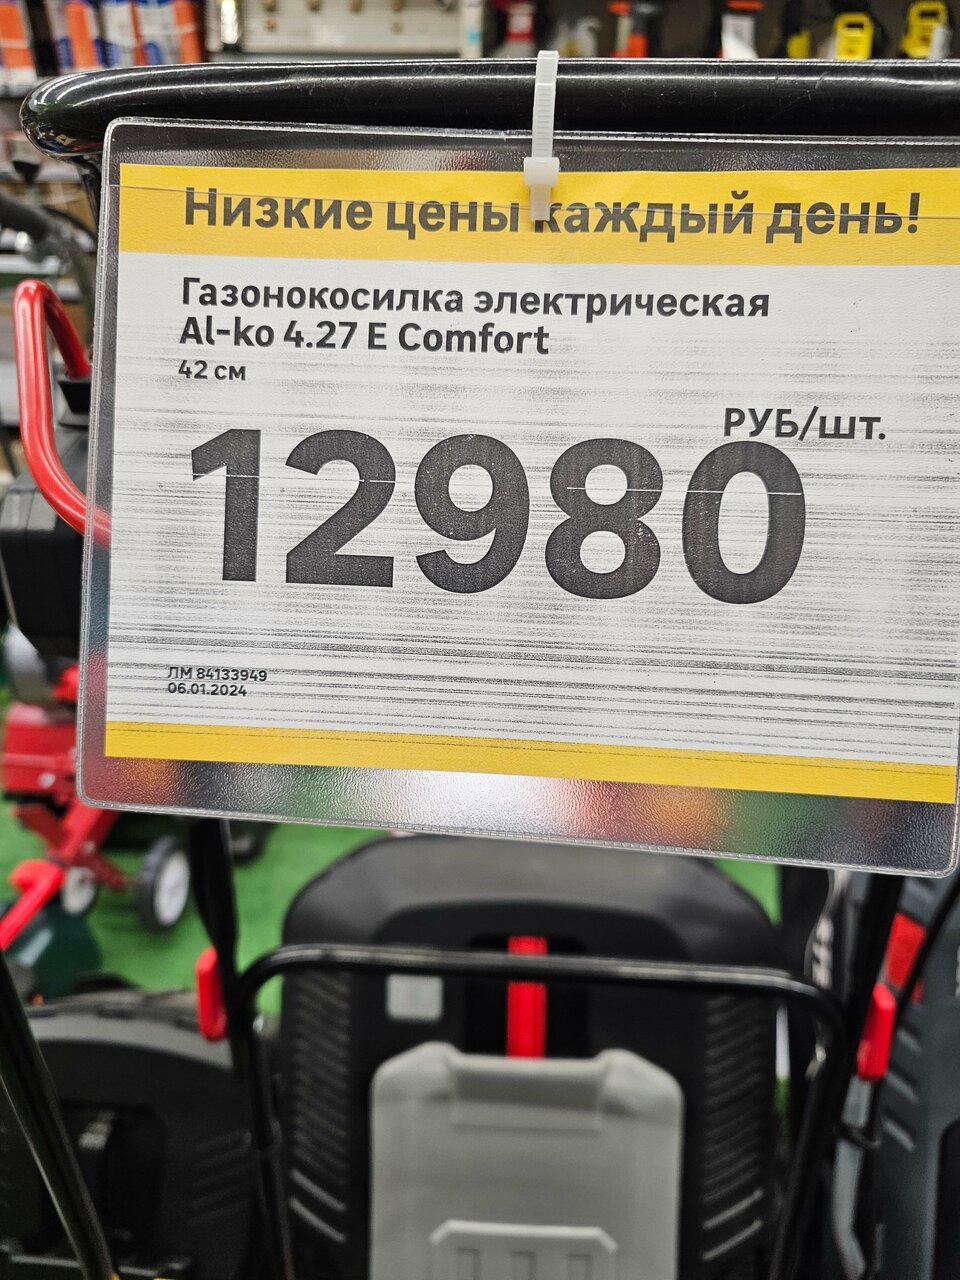 Низкие цены каждый день!
Газонокосилка электрическая
Al-ko 4.27 E Comfort
42 см
РУБ/шт.
12980
ЛМ 84133949
06.01.2024